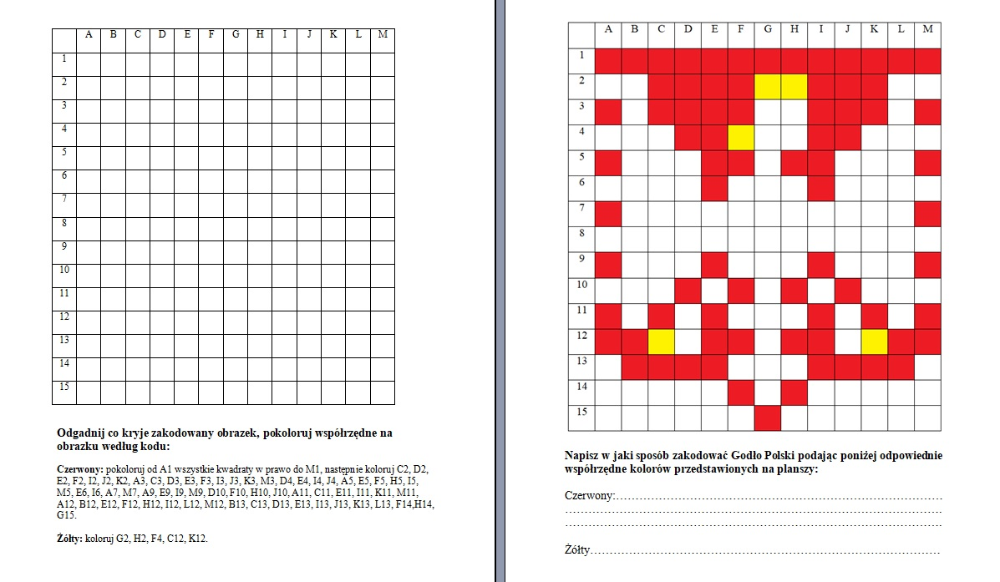 A B C D E F G H I J K L M
1
2
3
4
5
6
7
8
9
10
11
12
13
14
15
Odgadnij co kryje zakodowany obrazek, pokoloruj współrzędne na
obrazku według kodu:
Czerwony: pokoloruj od A1 wszystkie kwadraty w prawo do M1, następnie koloruj C2, D2,
E2, F2, I2, J2, K2, A3, C3, D3, E3, F3, I3, J3, K3, M3, D4, E4, I4, J4, A5, E5, F5, H5, I5,
M5, E6, I6, A7, M7, A9, E9, I9, M9, D10, F10, H10, J10, A11, C11, E11, I11, K11, M11,
A12, B12, E12, F12, H12, I12, L12, M12, B13, C13, D13, E13, I13, J13, K13, L13, F14,H14,
G15.
Żółty: koloruj G2, H2, F4, C12, K12.
A B C D E F G H I J K L M
1
2
3
4
5
6
7
8
9
10
11
12
13
14
15
Napisz w jaki sposób zakodować Godło Polski podając poniżej odpowiednie
współrzędne kolorów przedstawionych na planszy:
Czerwony:……………………………………………………………………………
……………………………………………………………………………………………
……………………………………………………………………………………………
Żółty…………………………………………………………………………………